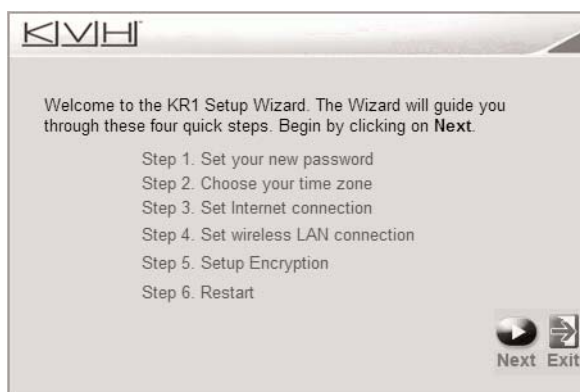 KVH
Welcome to the KR1 Setup Wizard. The Wizard will guide you
through these four quick steps. Begin by clicking on Next.
Step 1. Set your new password
Step 2. Choose your time zone
Step 3. Set Internet connection
Step 4. Set wireless LAN connection
Step 5. Setup Encryption
Step 6. Restart
Next Exit